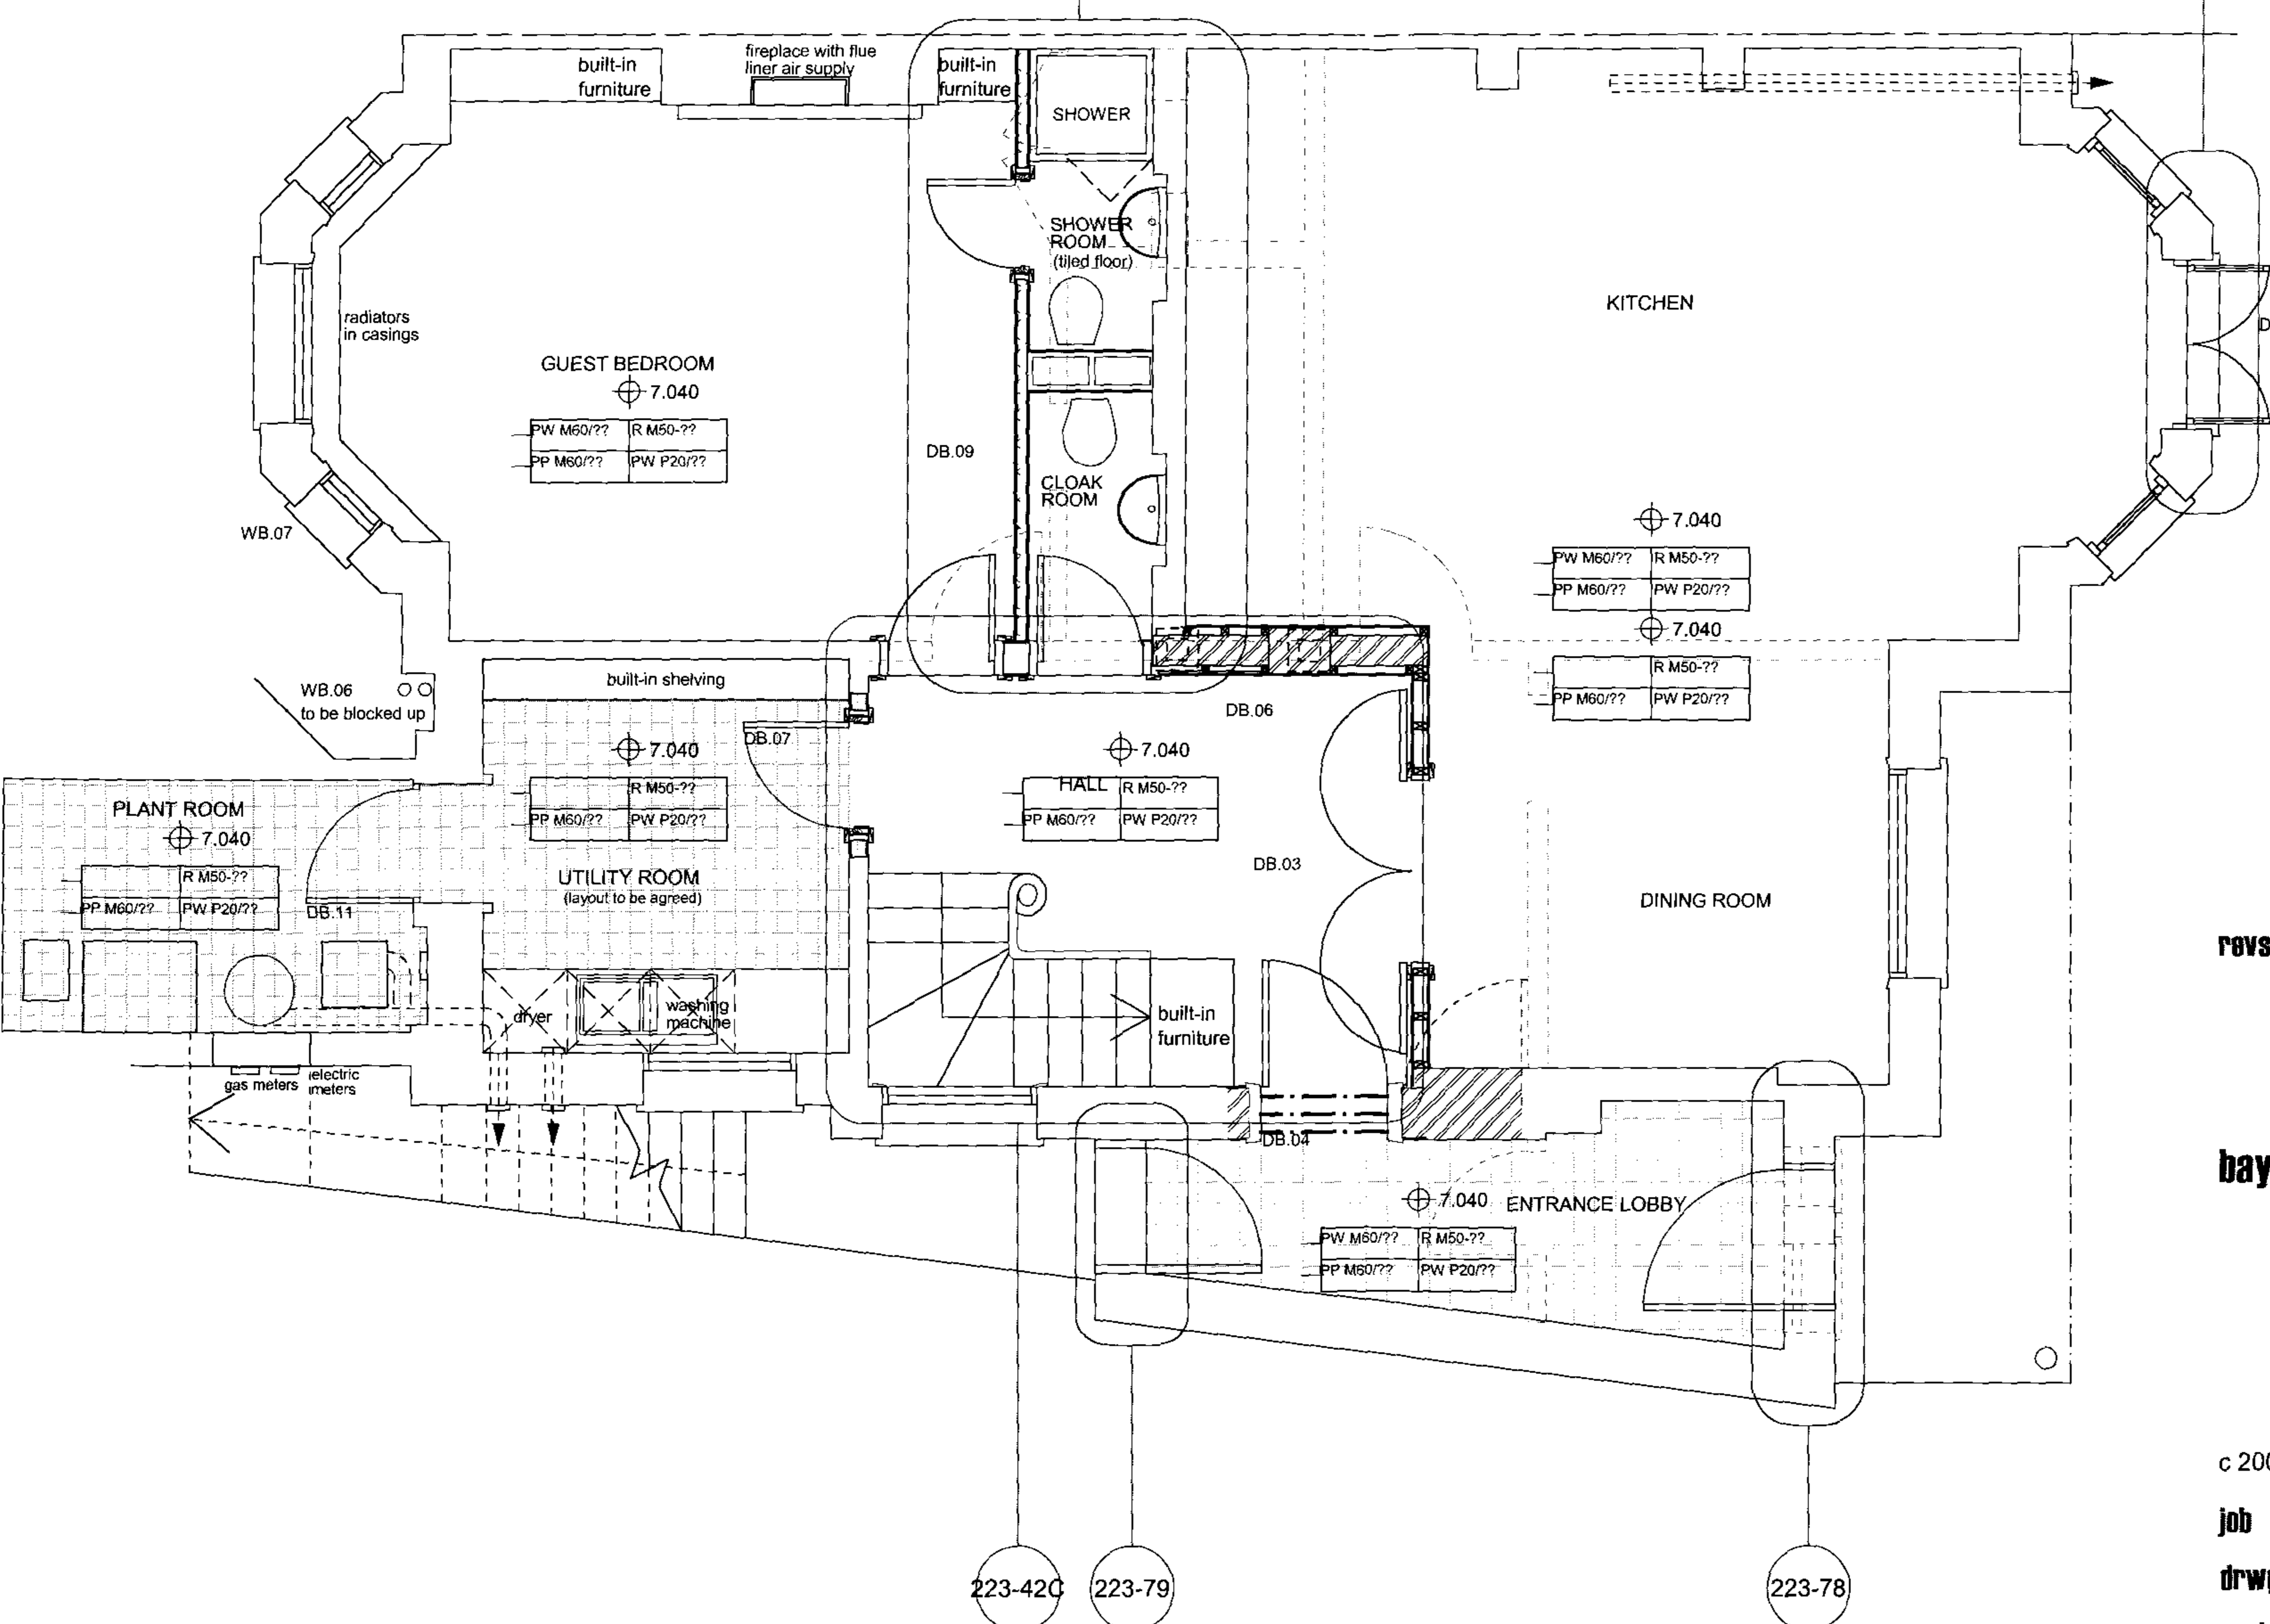 built-in
furniture
fireplace with flue
liner air supply
built-in
furniture
SHOWER
SHOWER
ROOM
(tiled floor)
KITCHEN
radiators
in casings
GUEST BEDROOM
7.040
PW M60/?? R M50-??
PP M60/?? PW P20/??
DB.09
CLOAK
ROOM
WB.07
7.040
PW M60/?? R M50-??
PP M60/?? PW P20/??
7.040
R M50-??
PP M60/?? PW P20/??
WB.06
to be blocked up
built-in shelving
DB.06
DB.07
7.040
R M50-??
PP M60/?? PW P20/??
UTILITY ROOM
(layout to be agreed)
7.040
HALL R M50-??
PP M60/?? PW P20/??
DB.03
PLANT ROOM
7.040
R M50-??
PP M60/?? PW P20/??
DB.11
DINING ROOM
revs
dryer
washing
machine
built-in
furniture
gas meters
electric
meters
DB.04
bay
7.040 ENTRANCE LOBBY
PW M60/?? R M50-??
PP M60/?? PW P20/??
c 200
job
drw
223-42C
223-79
223-78